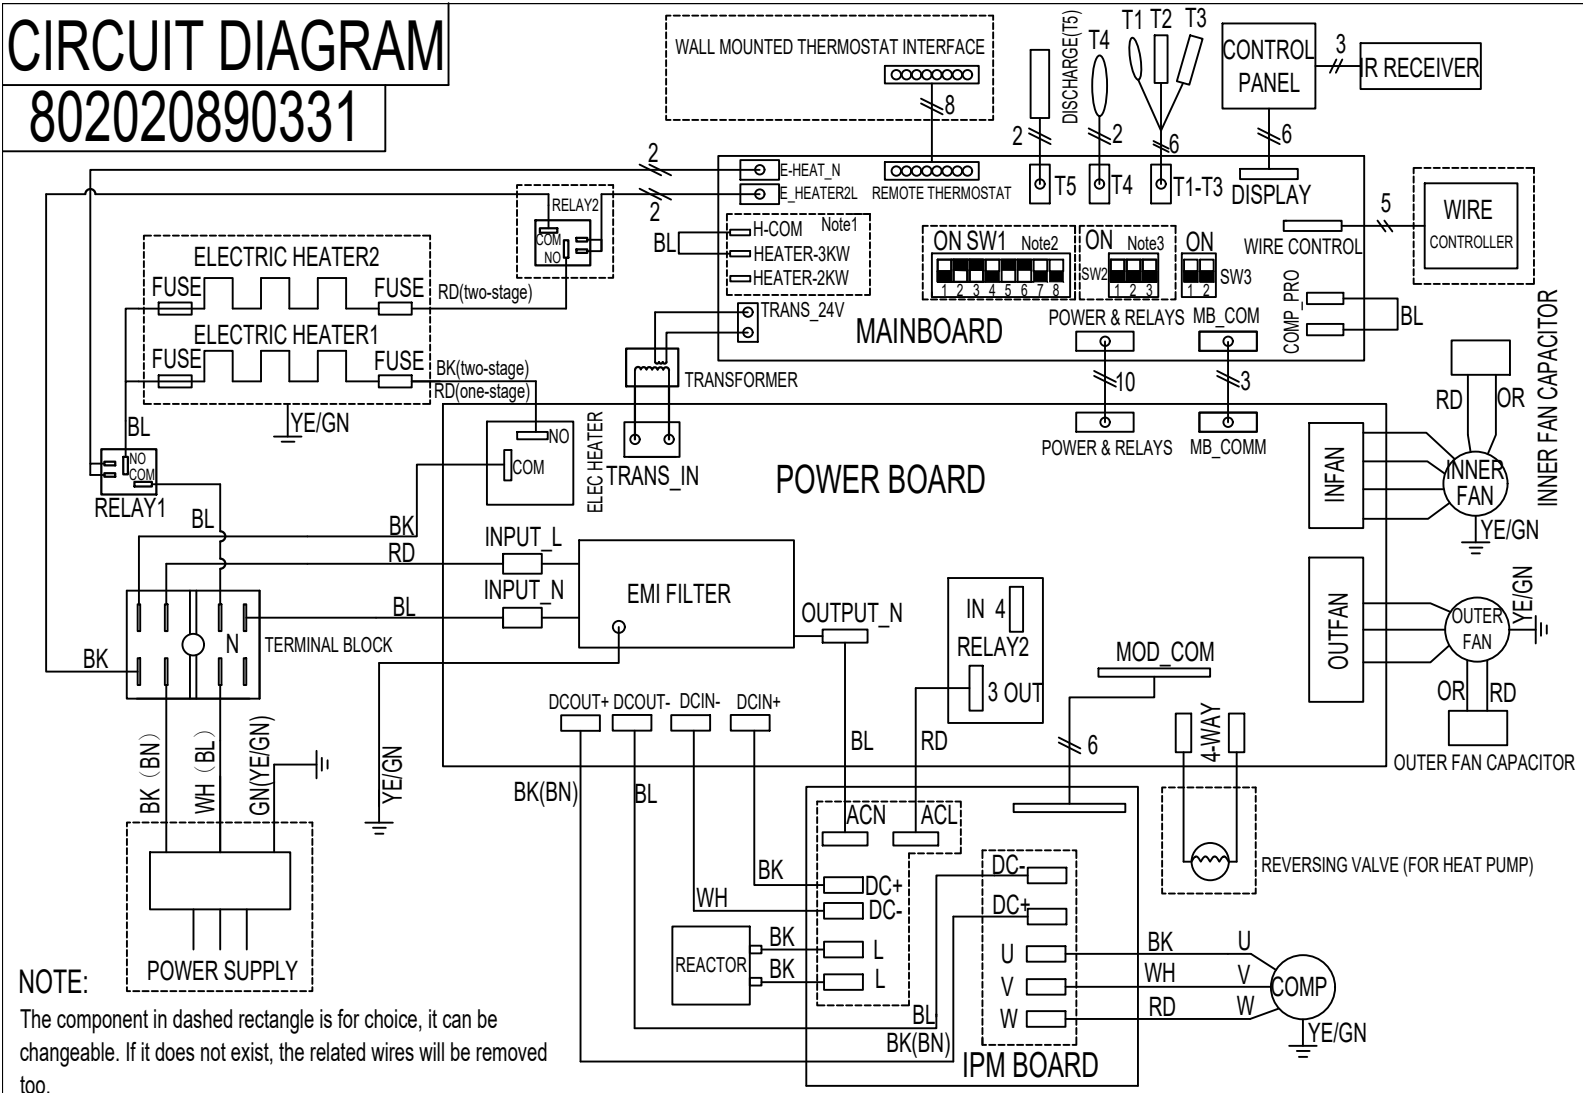 CIRCUIT DIAGRAM
802020890331
WALL MOUNTED THERMOSTAT INTERFACE
8
DISCHARGE(T5)
T4
T1 T2 T3
CONTROL
PANEL
3
IR RECEIVER
2
2
6
6
2
E-HEAT_N
E_HEATER2L
2
REMOTE THERMOSTAT
T5
T4
T1-T3
DISPLAY
5
WIRE
CONTROLLER
WIRE CONTROL
RELAY2
COM
NO
BL
H-COM Note1
HEATER-3KW
HEATER-2KW
TRANS_24V
ON SW1 Note2
1 2 3 4 5 6 7 8
ON Note3
SW2
1 2 3
ON
SW3
1 2
COMP_PRO
BL
MAINBOARD
POWER & RELAYS
MB_COM
ELECTRIC HEATER2
FUSE
FUSE
RD(two-stage)
ELECTRIC HEATER1
FUSE
FUSE
BK(two-stage)
RD(one-stage)
YE/GN
BL
TRANSFORMER
10
3
RD
OR
INNER FAN CAPACITOR
NO
COM
RELAY1
NO
COM
ELEC HEATER
TRANS_IN
POWER & RELAYS
MB_COMM
POWER BOARD
INFAN
INNER
FAN
YE/GN
BL
BK
RD
INPUT_L
INPUT_N
BL
EMI FILTER
OUTPUT_N
IN 4
RELAY2
3 OUT
MOD_COM
OUTFAN
OUTER
FAN
YE/GN
N
TERMINAL BLOCK
BK
OR
RD
OUTER FAN CAPACITOR
DCOUT+
DCOUT-
DCIN-
DCIN+
BL
RD
6
4-WAY
BK（BN）
WH（BL）
GN(YE/GN)
YE/GN
BK(BN)
BL
ACN
ACL
REVERSING VALVE (FOR HEAT PUMP)
BK
DC+
WH
DC-
DC-
DC+
REACTOR
BK
L
BK
L
U
BK
U
V
WH
V
W
RD
W
COMP
YE/GN
BL
BK(BN)
IPM BOARD
POWER SUPPLY
NOTE:
The component in dashed rectangle is for choice, it can be
changeable. If it does not exist, the related wires will be removed
too.